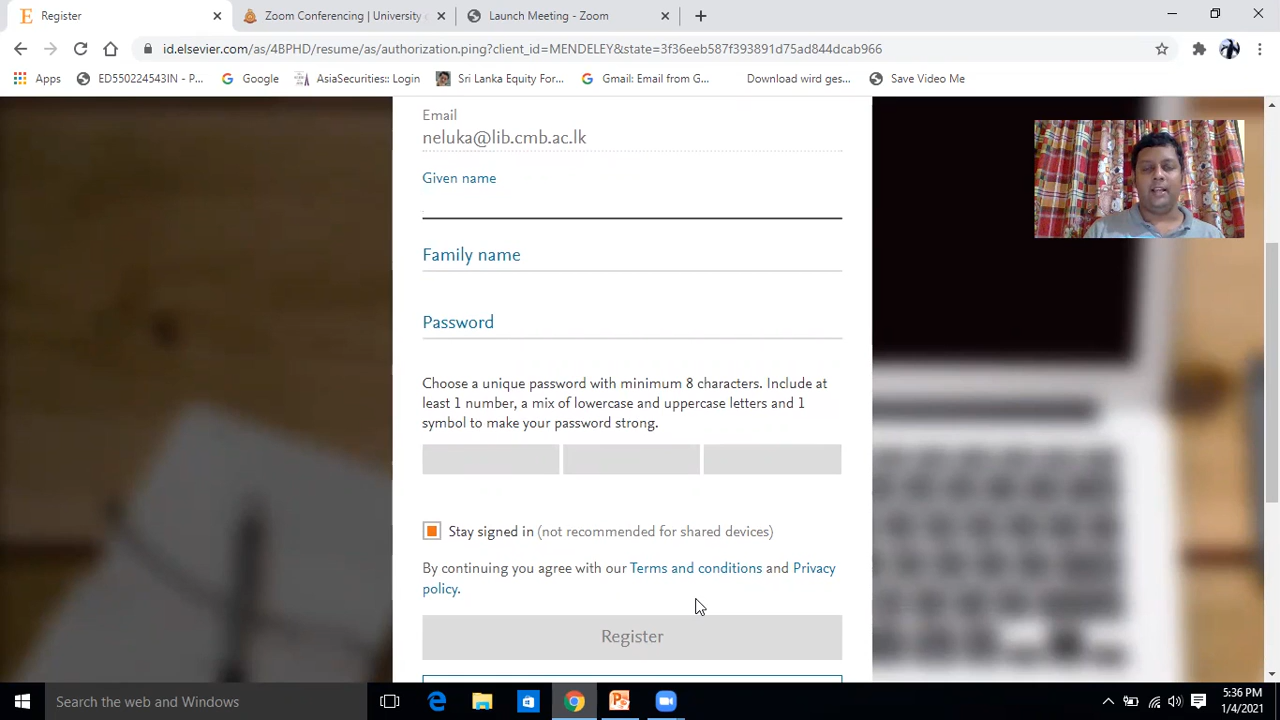 Register
Zoom Conferencing | University
Launch Meeting - Zoom
id.elsevier.com/as/4BPHD/resume/as/authorization.ping?client_id=MENDELEY&state=3f36eeb587f393891d75ad844dcab966
Apps
ED550224543IN - P...
Google
AsiaSecurities:: Login
Sri Lanka Equity For...
Gmail: Email from G...
Download wird ges...
Save Video Me
Email
neluka@lib.cmb.ac.lk
Given name
Family name
Password
Choose a unique password with minimum 8 characters. Include at
least 1 number, a mix of lowercase and uppercase letters and 1
symbol to make your password strong.
Stay signed in (not recommended for shared devices)
By continuing you agree with our Terms and conditions and Privacy
policy.
Register
Search the web and Windows
5:36 PM
1/4/2021